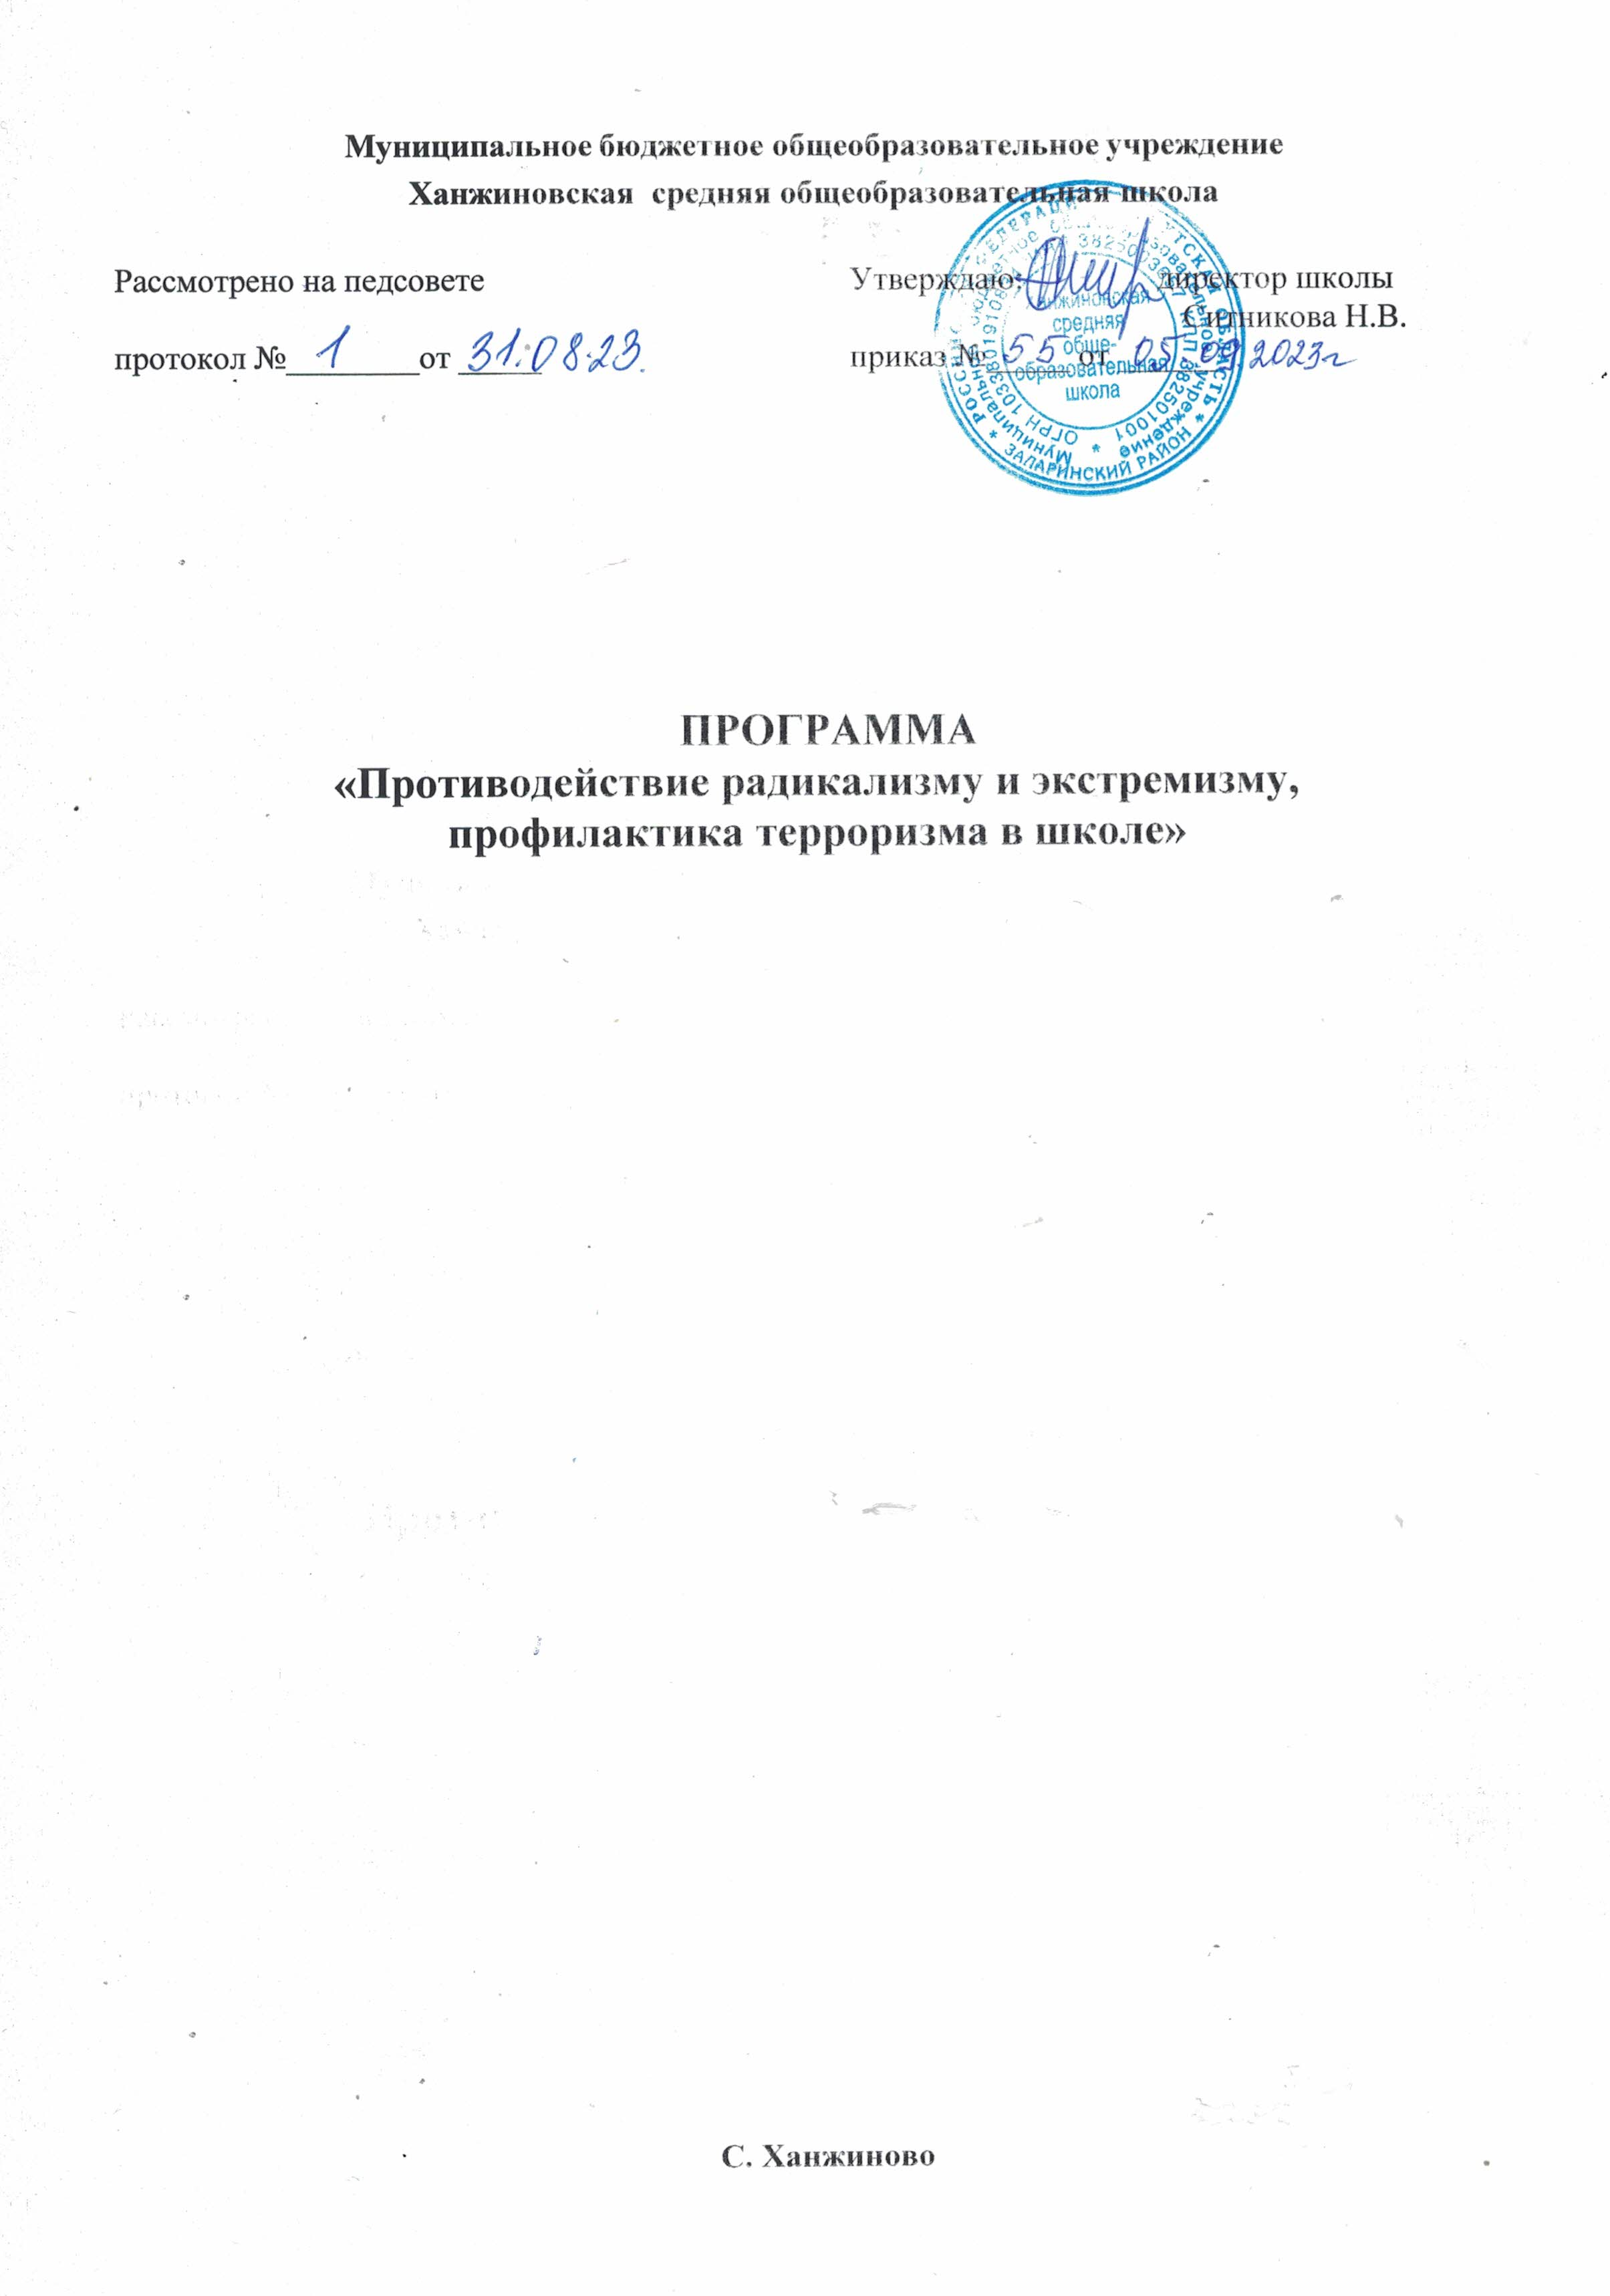 Муниципальное бюджетное общеобразовательное учреждение
Ханжиновская средняя общеобразовательная школа
Рассмотрено на педсовете
протокол № 1 от 31.08.23.
Утверждаю: директор школы
Ситникова Н.В.
приказ № 55 от 05.09.2023г
Ханжиновская
средняя
обще-
образовательная
школа
ЗАЛАРИНСКИЙ РАЙОН
ПРОГРАММА
«Противодействие радикализму и экстремизму,
профилактика терроризма в школе»
С. Ханжиново